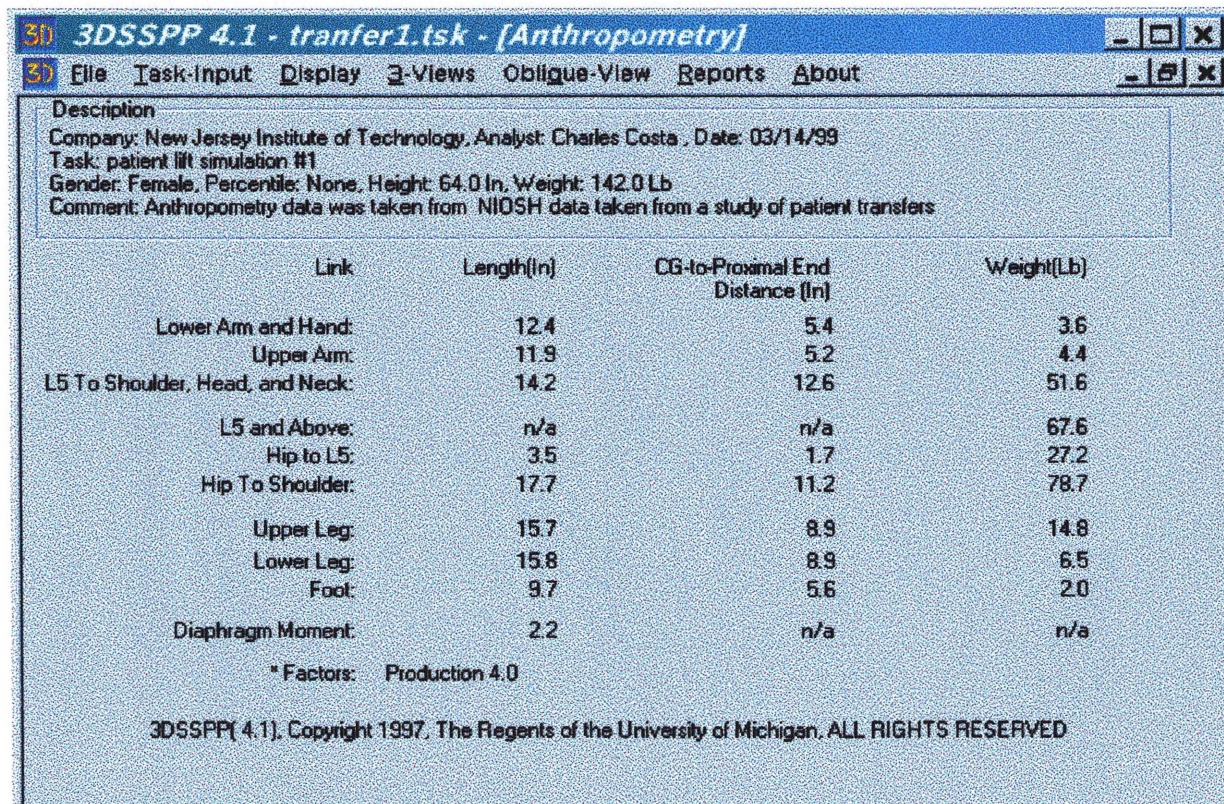 3D 3DSSPP 4.1 - tranfer1.tsk - [Anthropometry]
3D File Task-Input Display 3-Views Oblique-View Reports About
Description
Company: New Jersey Institute of Technology, Analyst: Charles Costa , Date: 03/14/99
Task: patient lift simulation #1
Gender: Female, Percentile: None, Height: 64.0 In, Weight: 142.0 Lb
Comment: Anthropometry data was taken from NIOSH data taken from a study of patient transfers
Link Length(In) CG-to-Proximal End Weight(Lb)
Distance (In)
Lower Arm and Hand: 12.4 5.4 3.6
Upper Arm: 11.9 5.2 4.4
L5 To Shoulder, Head, and Neck: 14.2 12.6 51.6
L5 and Above: n/a n/a 67.6
Hip to L5: 3.5 1.7 27.2
Hip To Shoulder: 17.7 11.2 78.7
Upper Leg: 15.7 8.9 14.8
Lower Leg: 15.8 8.9 6.5
Foot: 9.7 5.6 2.0
Diaphragm Moment: 2.2 n/a n/a
* Factors: Production 4.0
3DSSPP( 4.1), Copyright 1997, The Regents of the University of Michigan, ALL RIGHTS RESERVED